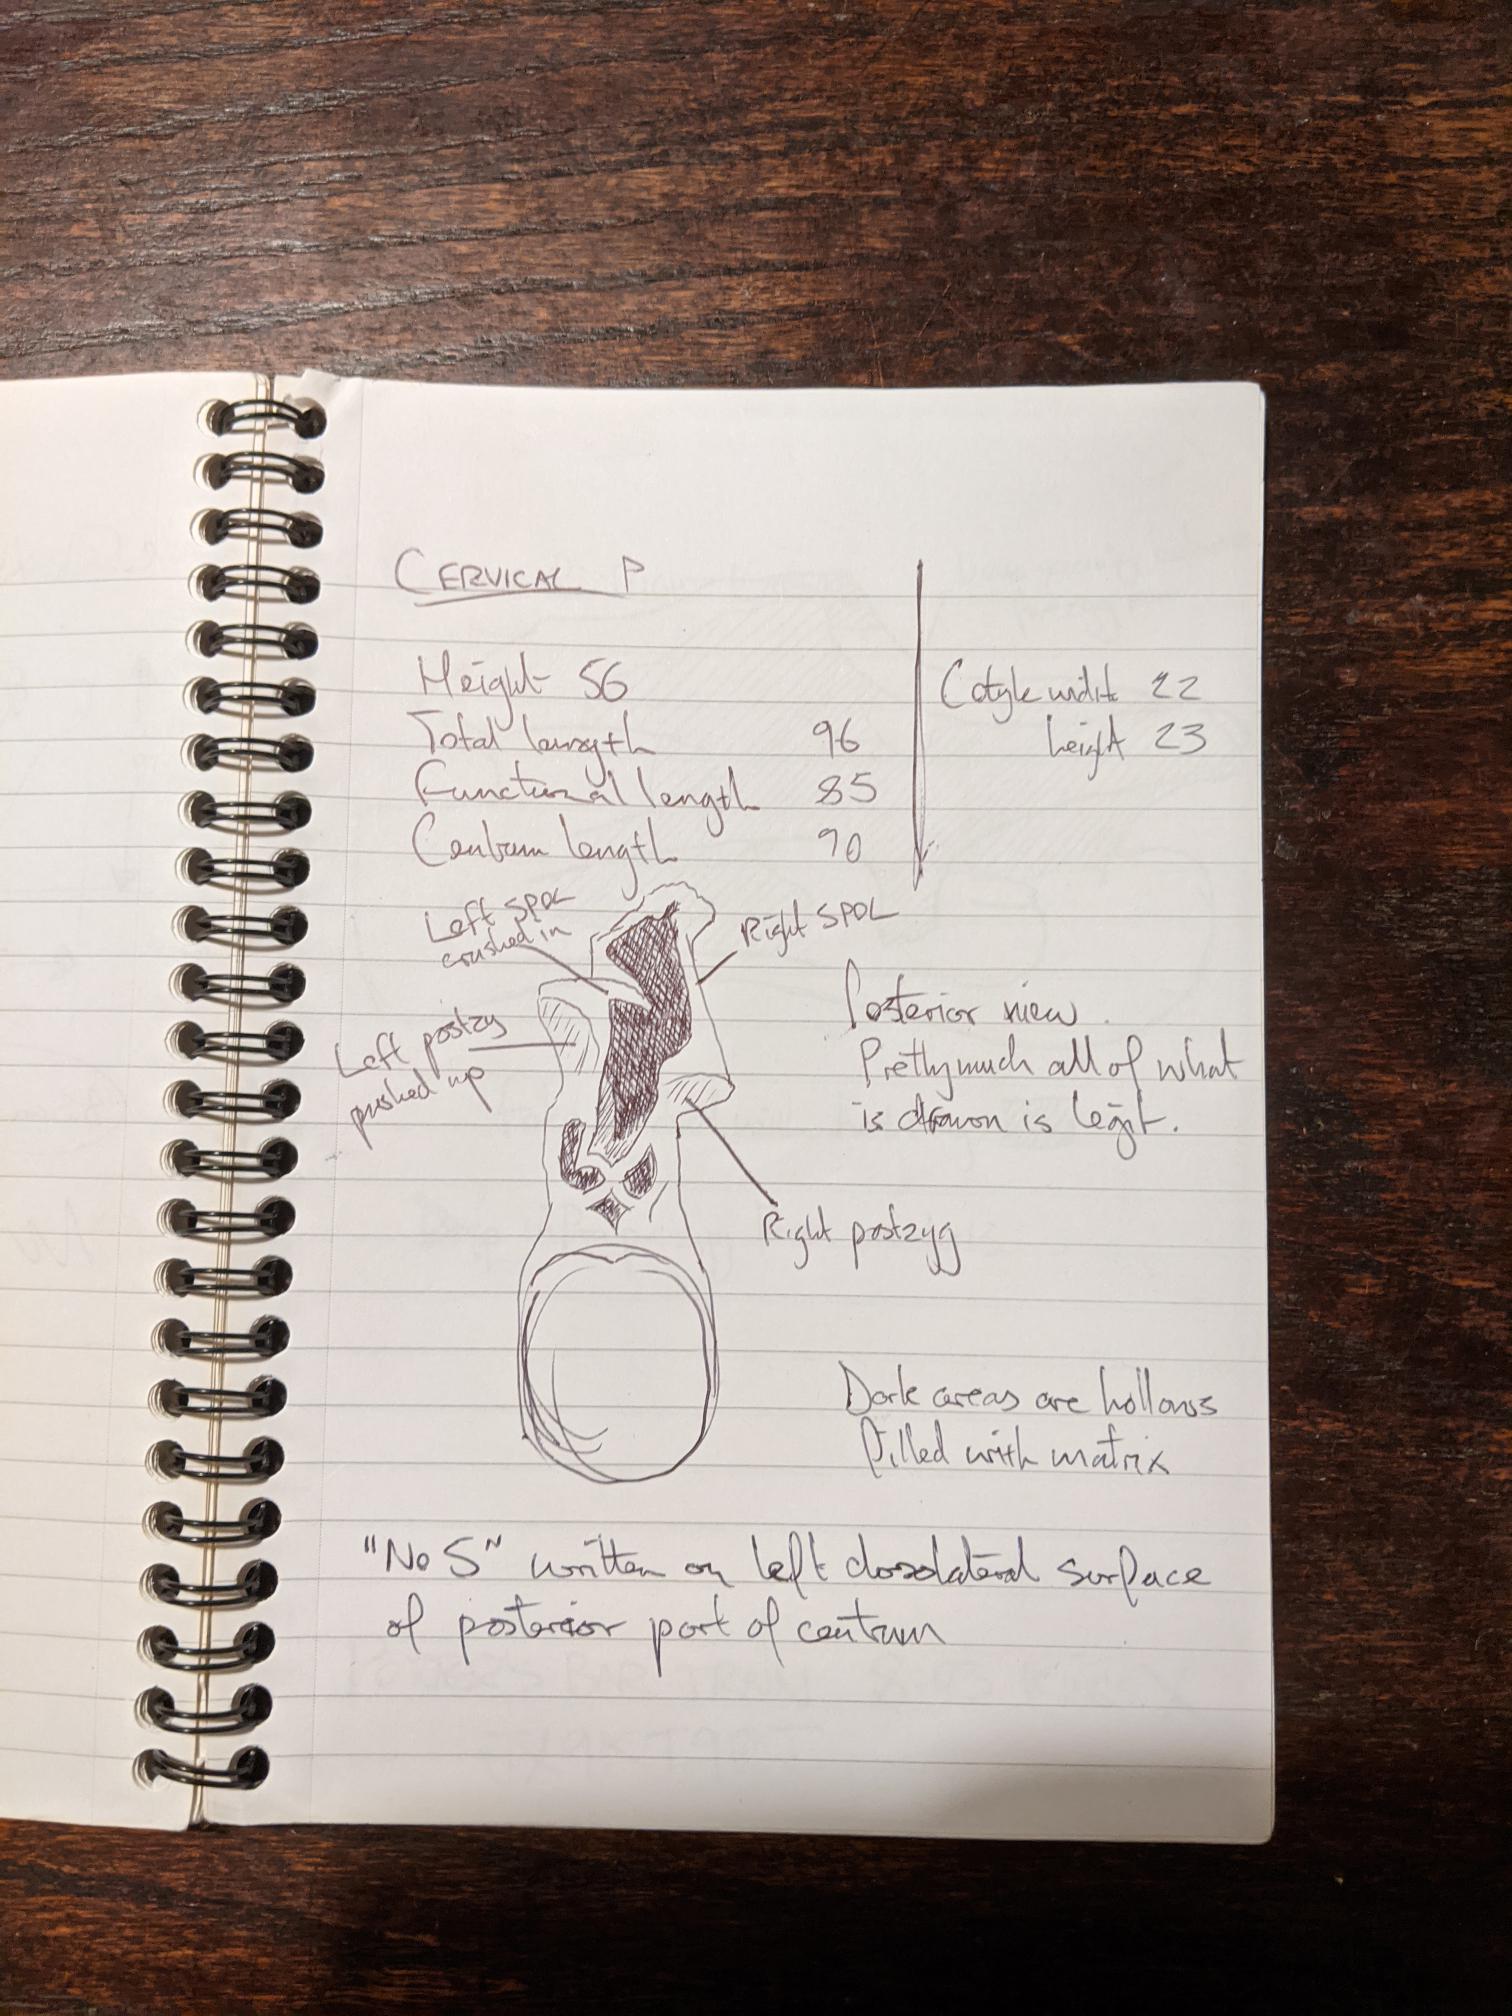 CERVICAL P
Height 56
Total length 96
Functional length 85
Centrum length 90
Cotyle width 22
height 23
Left SPOL
crushed in
Right SPOL
Left postzyg
pushed up
Posterior view.
Pretty much all of what
is drawn is legit.
Right postzyg
Dark areas are hollows
filled with matrix
"No 5" written on left dorsolateral surface
of posterior part of centrum